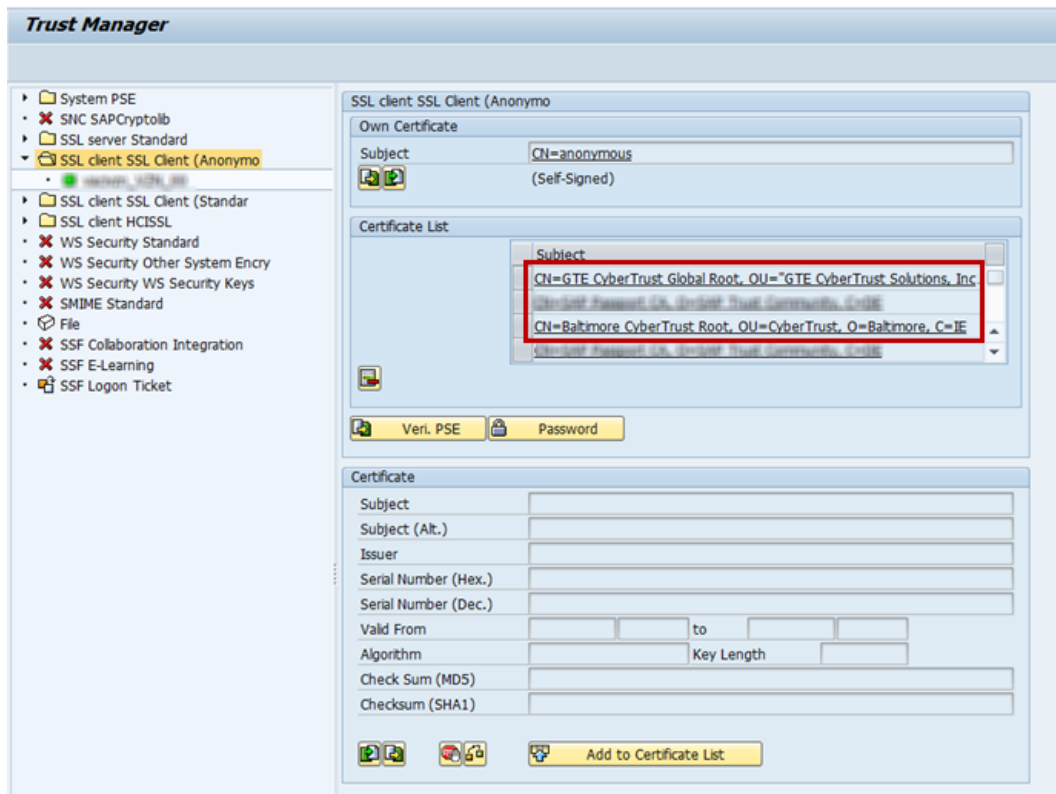 Trust Manager
System PSE
SNC SAPCryptolib
SSL server Standard
SSL client SSL Client (Anonymo
SSL client SSL Client (Standar
SSL client HCISSL
WS Security Standard
WS Security Other System Encry
WS Security WS Security Keys
SMIME Standard
File
SSF Collaboration Integration
SSF E-Learning
SSF Logon Ticket
SSL client SSL Client (Anonymo
Own Certificate
Subject CN=anonymous
(Self-Signed)
Certificate List
Subject
CN=GTE CyberTrust Global Root, OU="GTE CyberTrust Solutions, Inc
CN=Baltimore CyberTrust Root, OU=CyberTrust, O=Baltimore, C=IE
Veri. PSE Password
Certificate
Subject
Subject (Alt.)
Issuer
Serial Number (Hex.)
Serial Number (Dec.)
Valid From to
Algorithm Key Length
Check Sum (MD5)
Checksum (SHA1)
Add to Certificate List